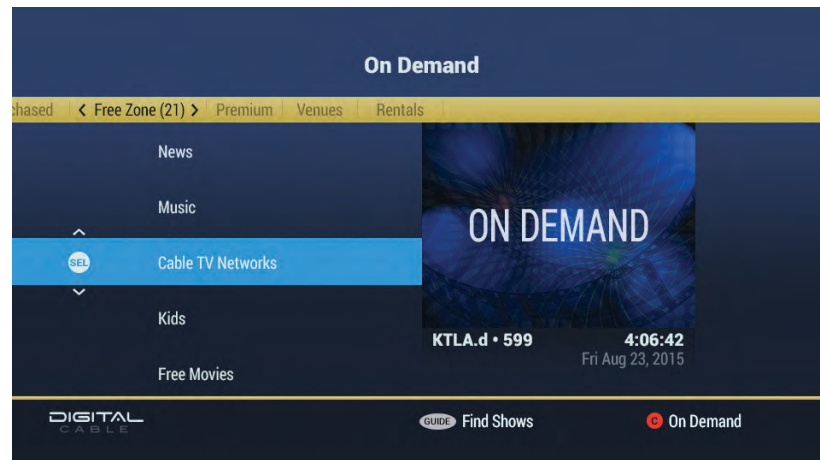 On Demand
chased < Free Zone (21) > Premium Venues Rentals
News
Music
SEL Cable TV Networks
Kids
Free Movies
ON DEMAND
KTLA.d • 599 4:06:42
Fri Aug 23, 2015
DIGITAL
CABLE
GUIDE Find Shows C On Demand